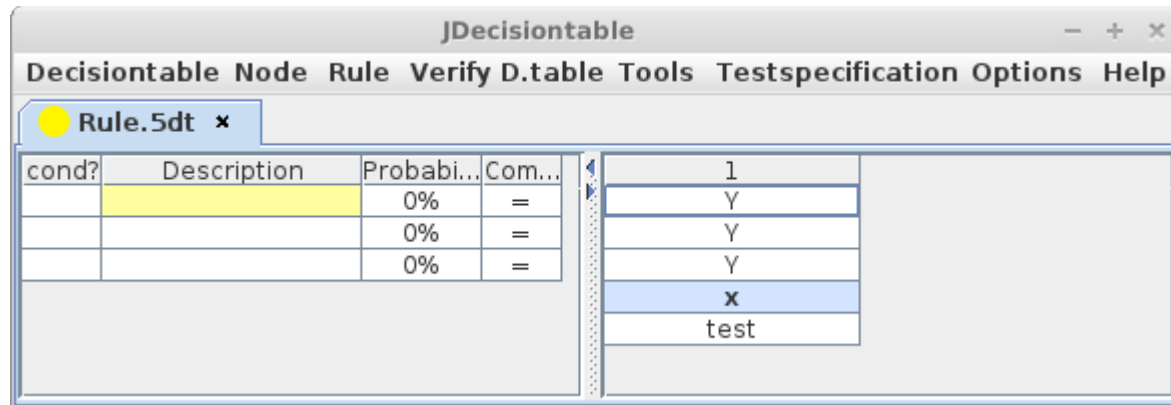 JDecisiontable
Decisiontable Node Rule Verify D.table Tools Testspecification Options Help
Rule.5dt
cond? Description Probabi... Com... 1
0% = Y
0% = Y
0% = Y
x
test